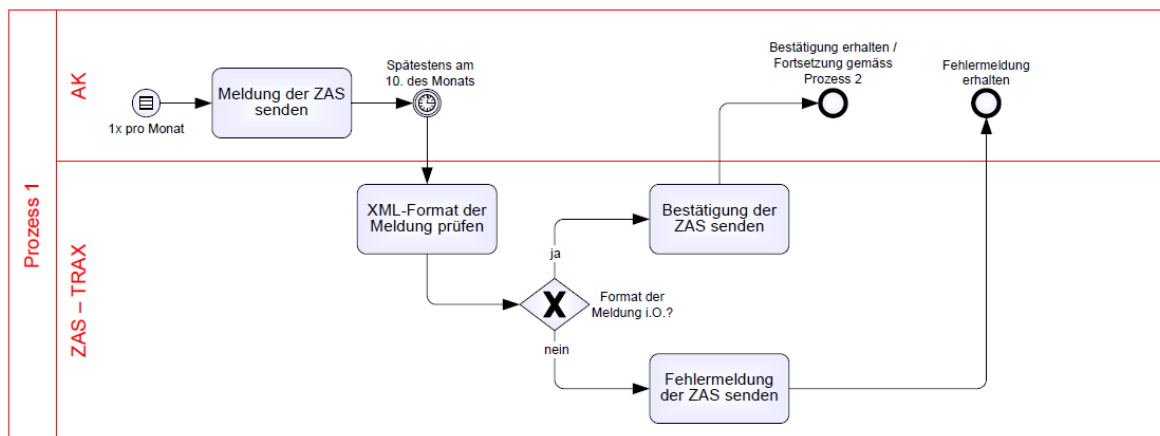 Prozess 1
AK
1x pro Monat
Meldung der ZAS
senden
Spätestens am
10. des Monats
Bestätigung erhalten /
Fortsetzung gemäss
Prozess 2
Fehlermeldung
erhalten
ZAS – TRAX
XML-Format der
Meldung prüfen
ja
X
Format der
Meldung i.O.?
nein
Bestätigung der
ZAS senden
Fehlermeldung
der ZAS senden